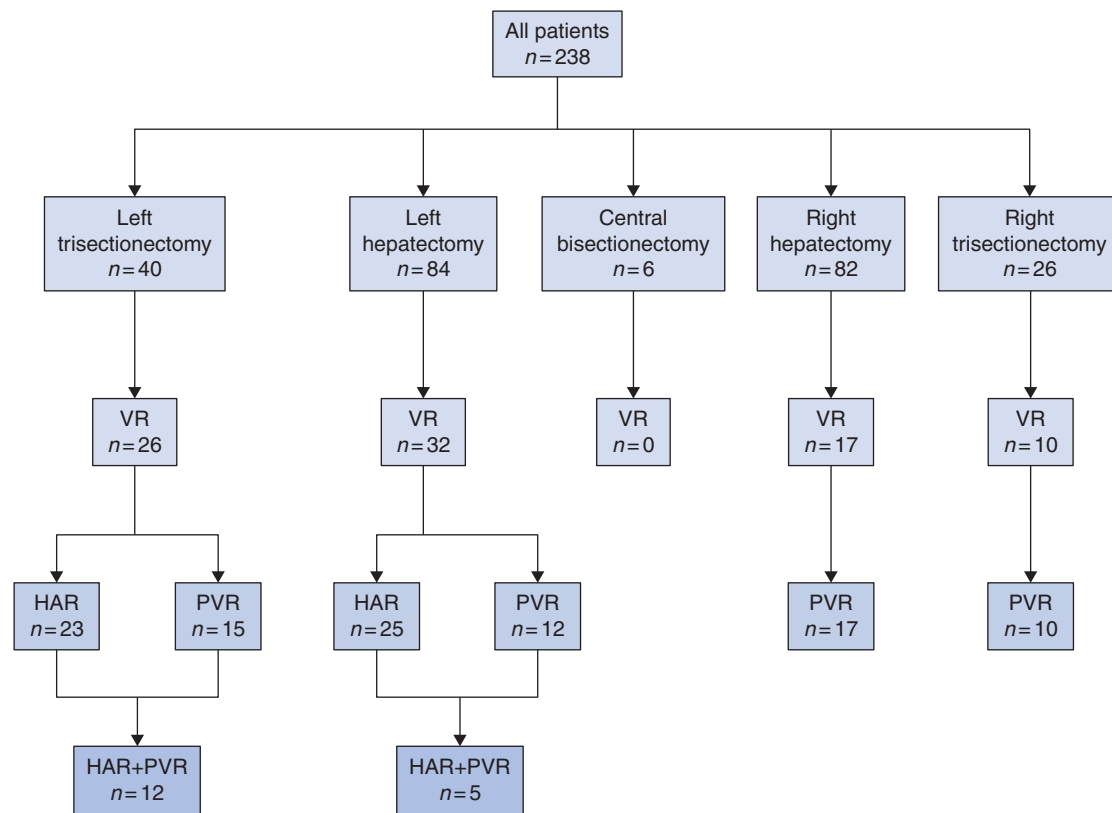 All patients
n=238
Left
trisectionectomy
n=40
Left
hepatectomy
n=84
Central
bisectionectomy
n=6
Right
hepatectomy
n=82
Right
trisectionectomy
n=26
VR
n=26
VR
n=32
VR
n=0
VR
n=17
VR
n=10
HAR
n=23
PVR
n=15
HAR
n=25
PVR
n=12
PVR
n=17
PVR
n=10
HAR+PVR
n=12
HAR+PVR
n=5